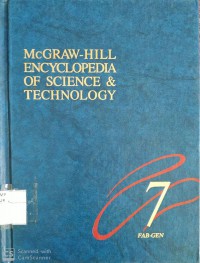 McGRAW-HILL
ENCYCLOPEDIA
OF SCIENCE &
TECHNOLOGY
7
FAB-GEN
Scanned with
CamScanner